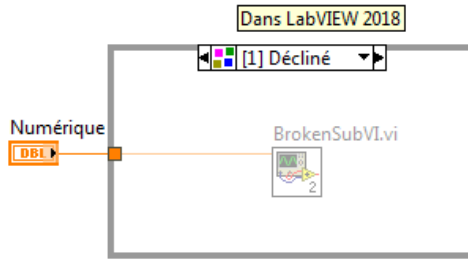 Dans LabVIEW 2018
[1] Décliné
Numérique
DBL
BrokenSubVI.vi
2